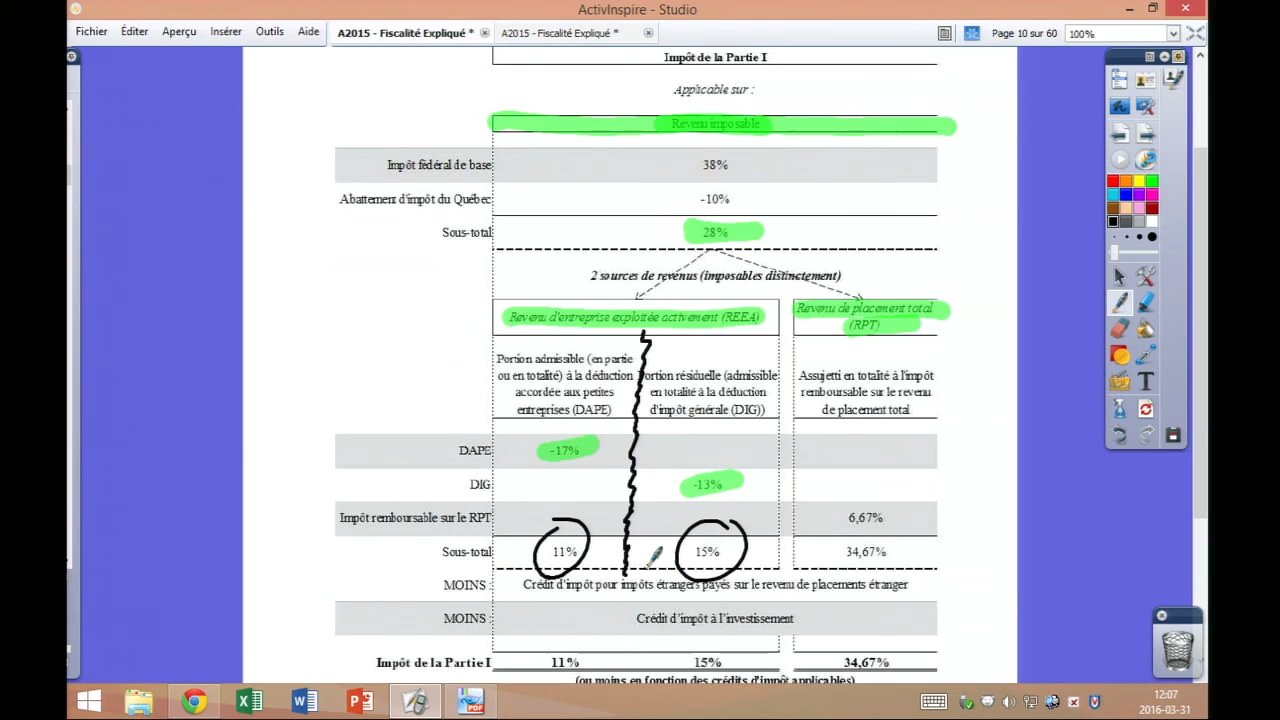 ActivInspire - Studio
Fichier Éditer Aperçu Insérer Outils Aide A2015 - Fiscalité Expliqué * A2015 - Fiscalité Expliqué * Page 10 sur 60 100%
Impôt de la Partie I
Applicable sur :
Revenu imposable
Impôt fédéral de base 38%
Abattement d'impôt du Québec -10%
Sous-total 28%
2 sources de revenus (imposables distinctement)
Revenu d'entreprise exploitée activement (REEA) Revenu de placement total
(RPT)
Portion admissible (en partie
ou en totalité) à la déduction Portion résiduelle (admissible Assujetti en totalité à l'impôt
accordée aux petites en totalité à la déduction remboursable sur le revenu
entreprises (DAPE) d'impôt générale (DIG)) de placement total
DAPE -17%
DIG -13%
Impôt remboursable sur le RPT 6,67%
Sous-total 11% 15% 34,67%
MOINS : Crédit d'impôt pour impôts étrangers payés sur le revenu de placements étranger
MOINS : Crédit d'impôt à l'investissement
Impôt de la Partie I 11% 15% 34,67%
(ou moins en fonction des crédits d'impôt applicables)
12:07
2016-03-31